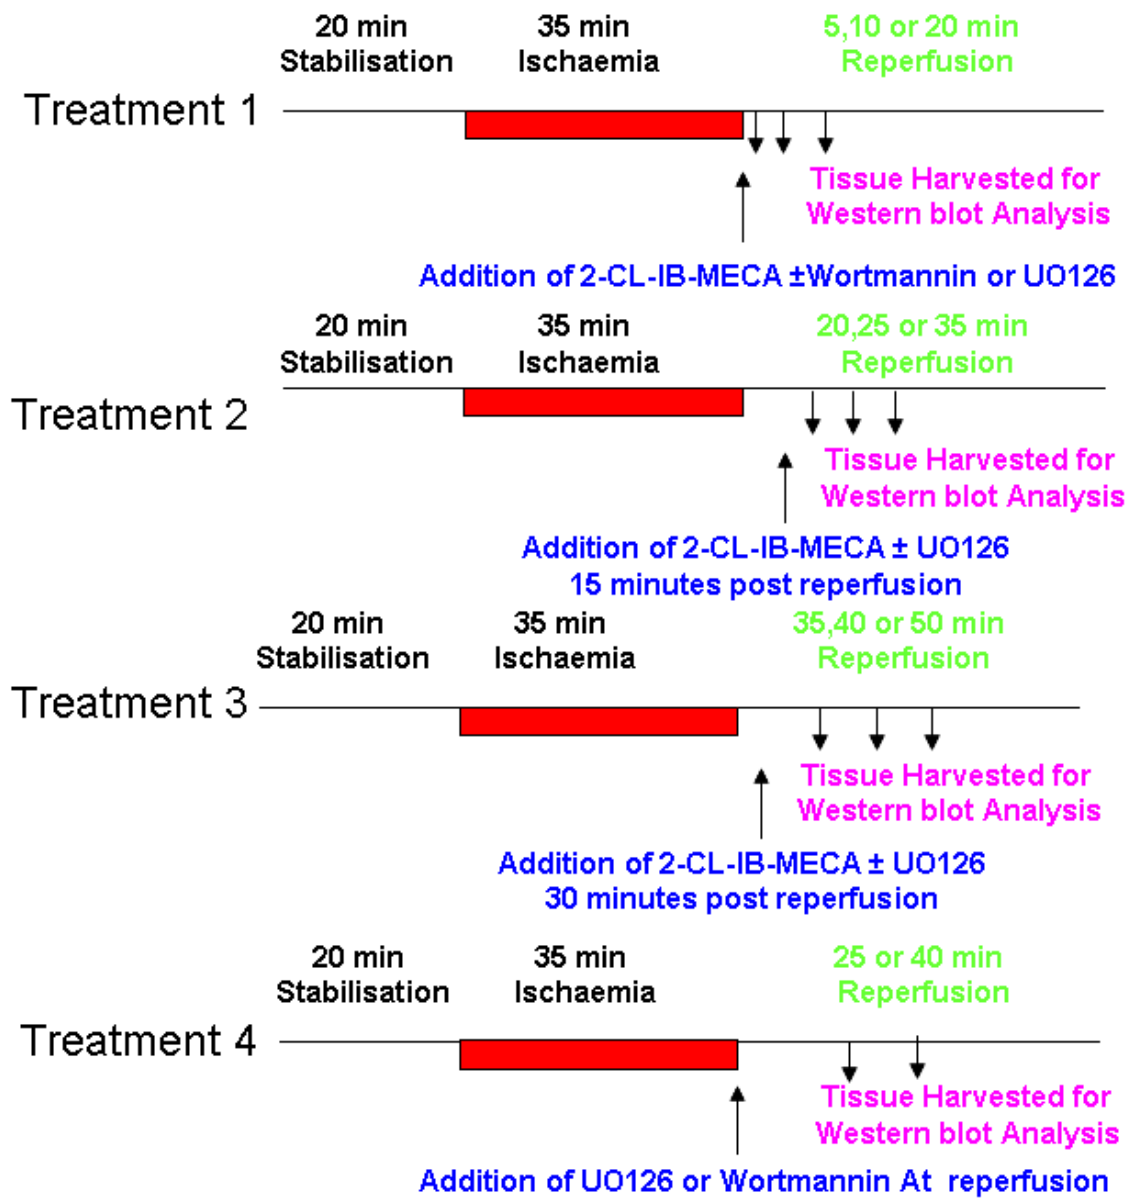 20 min
Stabilisation
35 min
Ischaemia
5,10 or 20 min
Reperfusion
Treatment 1
Tissue Harvested for
Western blot Analysis
Addition of 2-CL-IB-MECA ±Wortmannin or UO126
20 min
Stabilisation
35 min
Ischaemia
20,25 or 35 min
Reperfusion
Treatment 2
Tissue Harvested for
Western blot Analysis
Addition of 2-CL-IB-MECA ± UO126
15 minutes post reperfusion
20 min
Stabilisation
35 min
Ischaemia
35,40 or 50 min
Reperfusion
Treatment 3
Tissue Harvested for
Western blot Analysis
Addition of 2-CL-IB-MECA ± UO126
30 minutes post reperfusion
20 min
Stabilisation
35 min
Ischaemia
25 or 40 min
Reperfusion
Treatment 4
Tissue Harvested for
Western blot Analysis
Addition of UO126 or Wortmannin At reperfusion